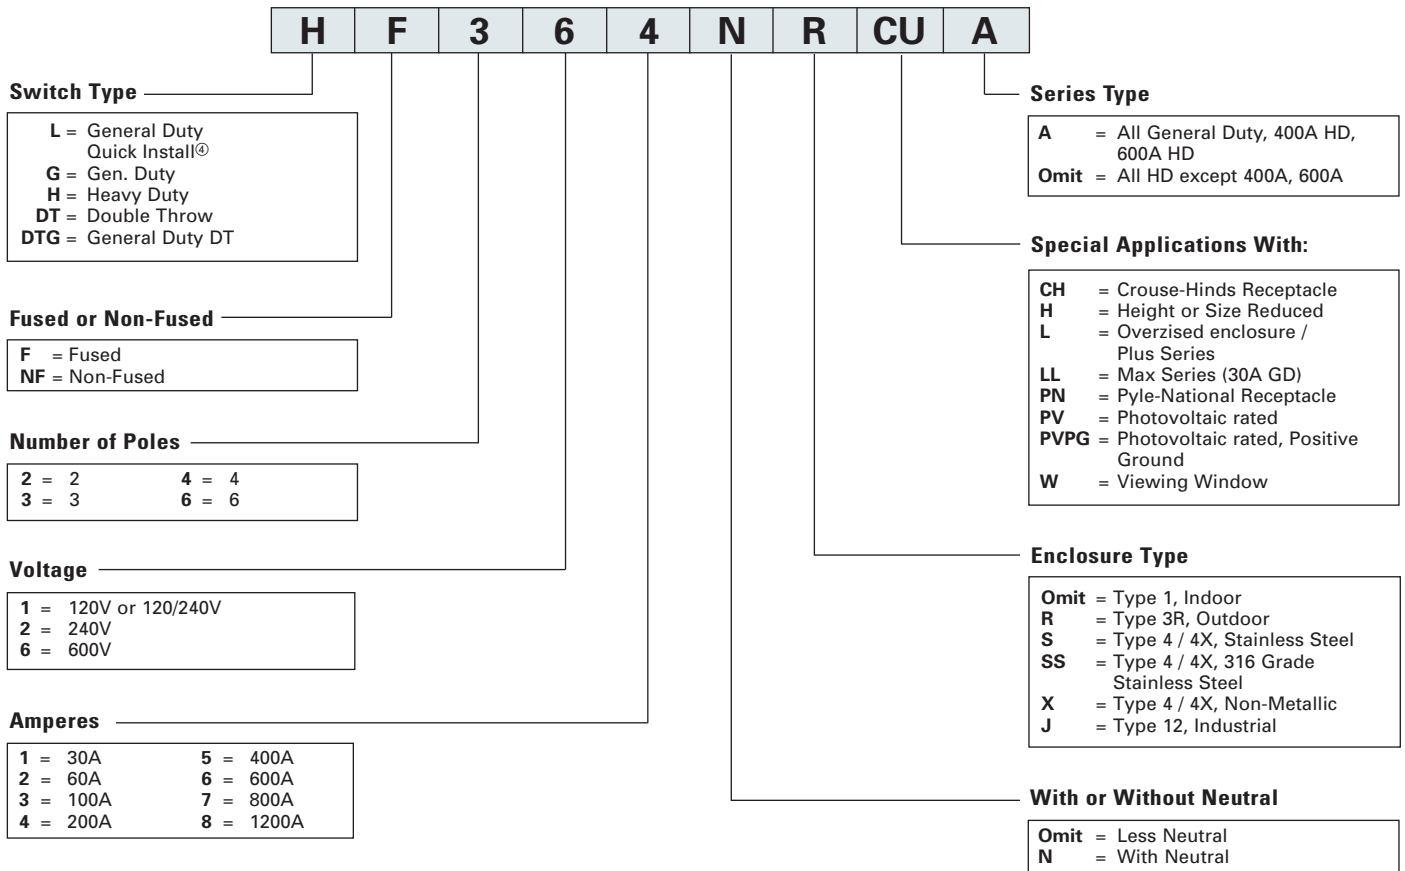 H F 3 6 4 N R CU A
Switch Type
L = General Duty
Quick Install④
G = Gen. Duty
H = Heavy Duty
DT = Double Throw
DTG = General Duty DT
Fused or Non-Fused
F = Fused
NF = Non-Fused
Number of Poles
2 = 2 4 = 4
3 = 3 6 = 6
Voltage
1 = 120V or 120/240V
2 = 240V
6 = 600V
Amperes
1 = 30A 5 = 400A
2 = 60A 6 = 600A
3 = 100A 7 = 800A
4 = 200A 8 = 1200A
Series Type
A = All General Duty, 400A HD,
600A HD
Omit = All HD except 400A, 600A
Special Applications With:
CH = Crouse-Hinds Receptacle
H = Height or Size Reduced
L = Overzised enclosure /
Plus Series
LL = Max Series (30A GD)
PN = Pyle-National Receptacle
PV = Photovoltaic rated
PVPG = Photovoltaic rated, Positive
Ground
W = Viewing Window
Enclosure Type
Omit = Type 1, Indoor
R = Type 3R, Outdoor
S = Type 4 / 4X, Stainless Steel
SS = Type 4 / 4X, 316 Grade
Stainless Steel
X = Type 4 / 4X, Non-Metallic
J = Type 12, Industrial
With or Without Neutral
Omit = Less Neutral
N = With Neutral